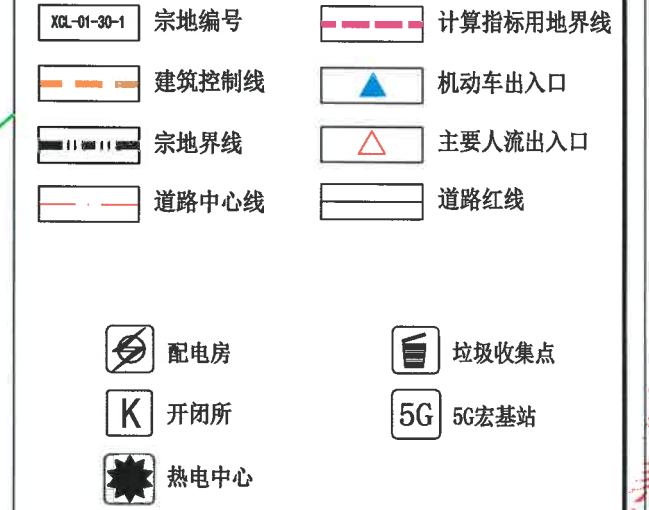 XCL-01-30-1 宗地编号 计算指标用地界线
建筑控制线 机动车出入口
宗地界线 主要人流出入口
道路中心线 道路红线
配电房 垃圾收集点
K 开闭所 5G 5G宏基站
热电中心